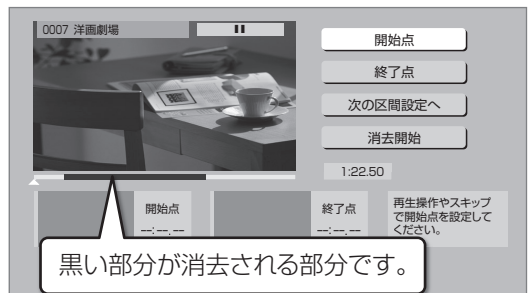 0007 洋画劇場
開始点
終了点
次の区間設定へ
消去開始
1:22.50
開始点
--:--.--
終了点
--:--.--
再生操作やスキップ
で開始点を設定して
ください。
黒い部分が消去される部分です。